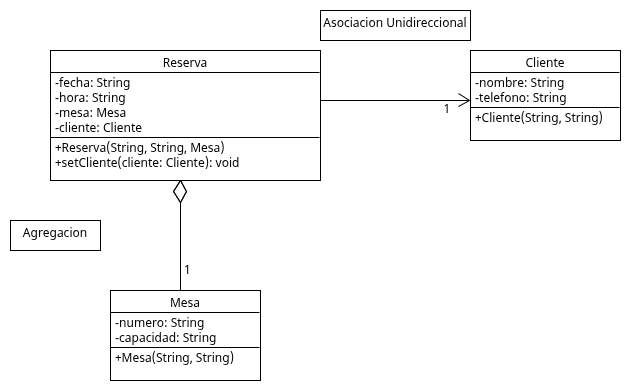 Asociacion Unidireccional
Reserva
-fecha: String
-hora: String
-mesa: Mesa
-cliente: Cliente
+Reserva(String, String, Mesa)
+setCliente(cliente: Cliente): void
1
Cliente
-nombre: String
-telefono: String
+Cliente(String, String)
Agregacion
1
Mesa
-numero: String
-capacidad: String
+Mesa(String, String)